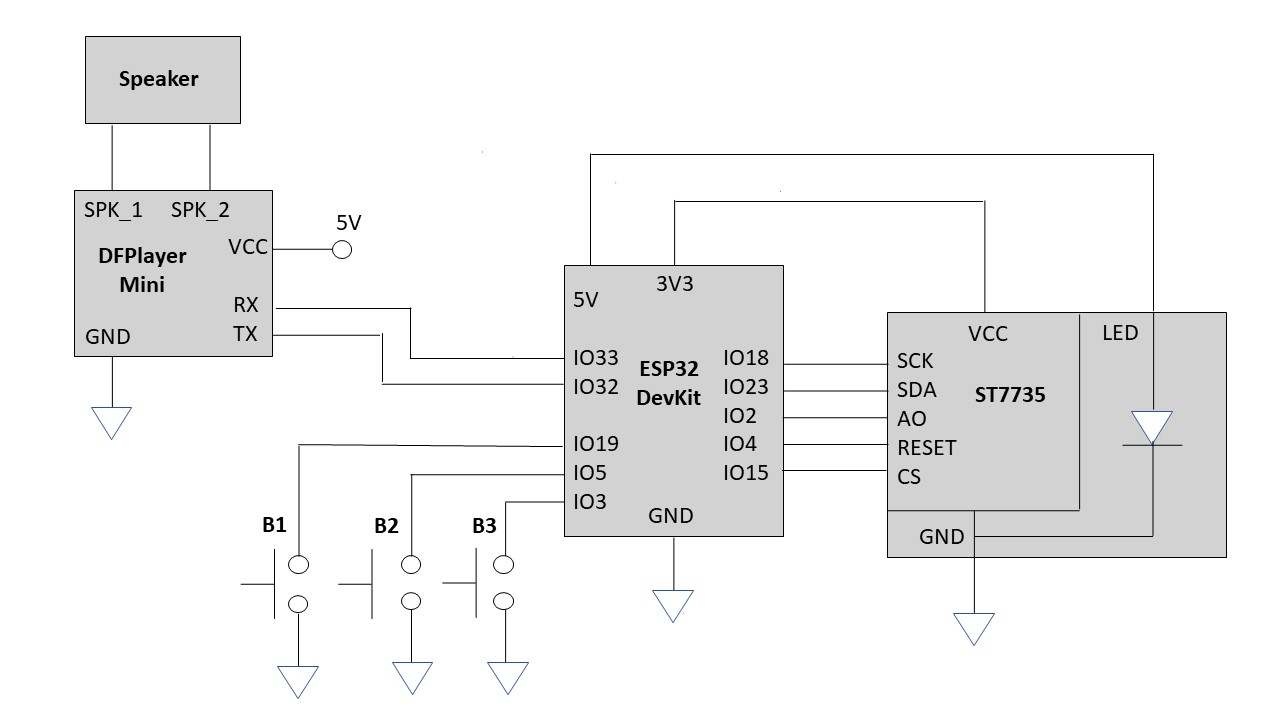 Speaker
SPK_1 SPK_2
5V
VCC
DFPlayer
Mini
RX
TX
GND
5V
3V3
IO33
IO32
IO19
IO5
IO3
ESP32
DevKit
IO18
IO23
IO2
IO4
IO15
GND
VCC
LED
SCK
SDA
AO
RESET
CS
ST7735
GND
B1
B2
B3